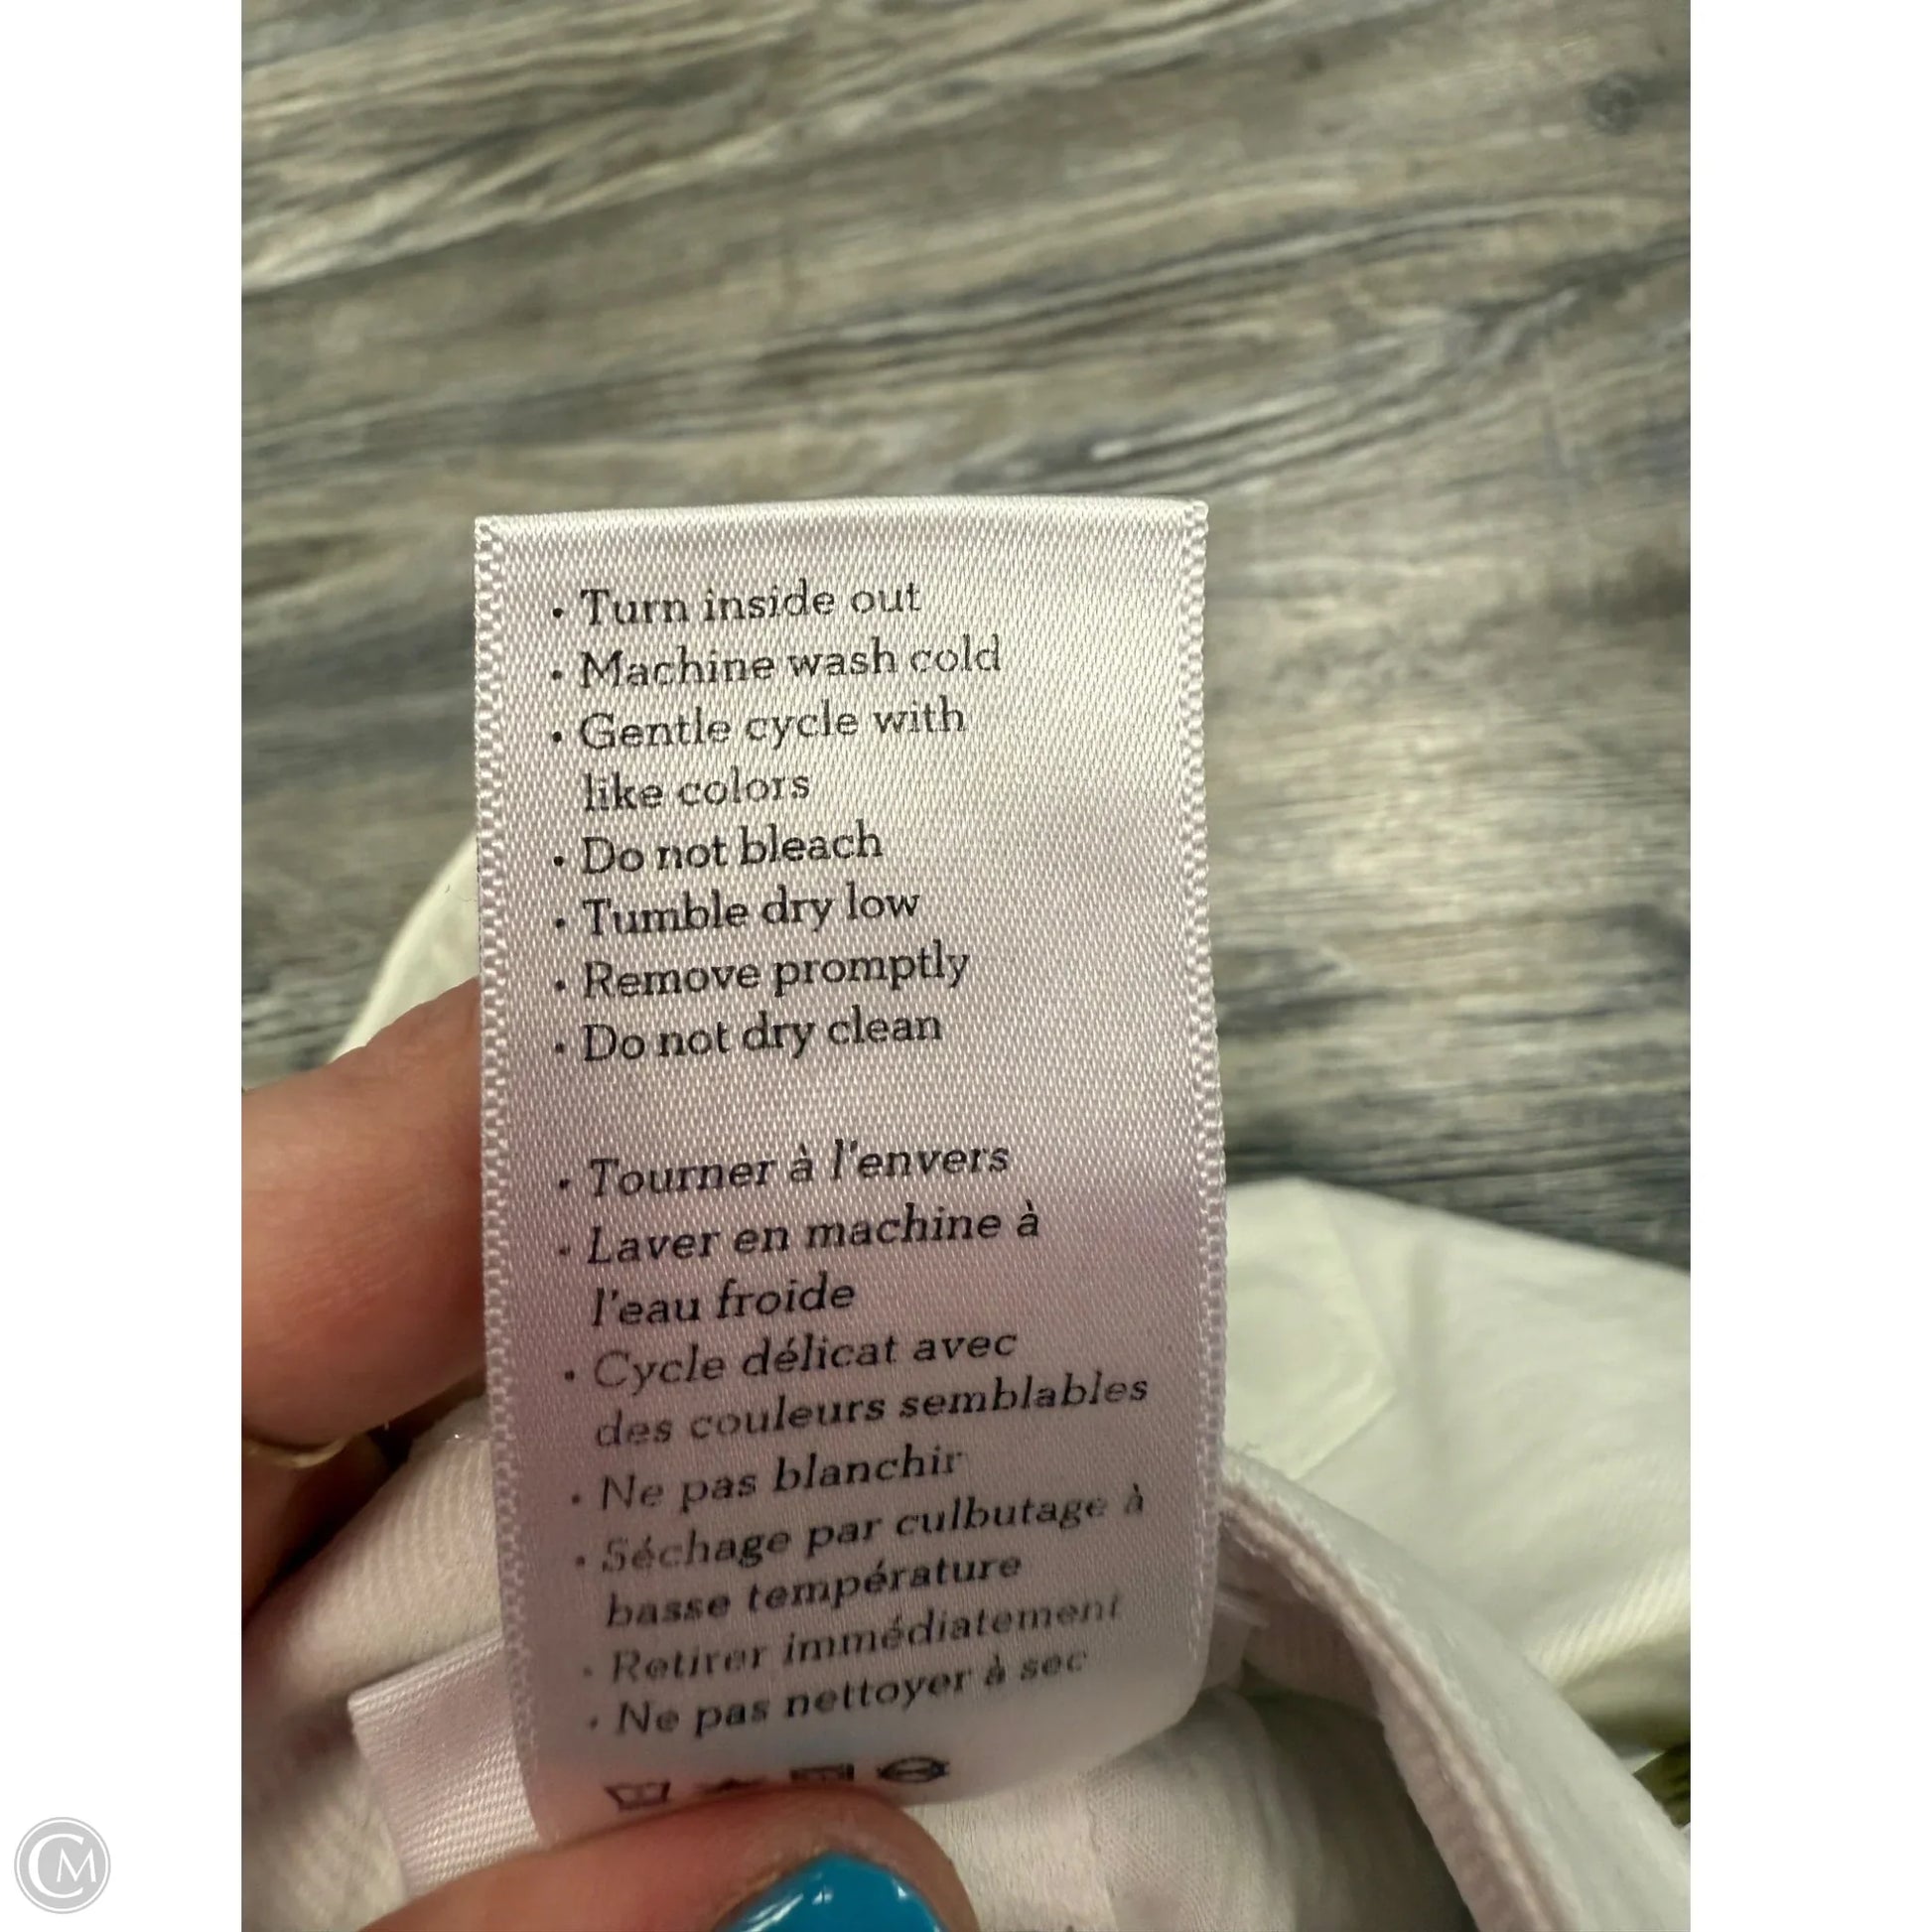 • Turn inside out
• Machine wash cold
• Gentle cycle with
like colors
• Do not bleach
• Tumble dry low
• Remove promptly
• Do not dry clean
• Tourner à l'envers
• Laver en machine à
l'eau froide
• Cycle délicat avec
des couleurs semblables
• Ne pas blanchir
• Séchage par culbutage à
basse température
• Retirer immédiatement
• Ne pas nettoyer à sec
CM